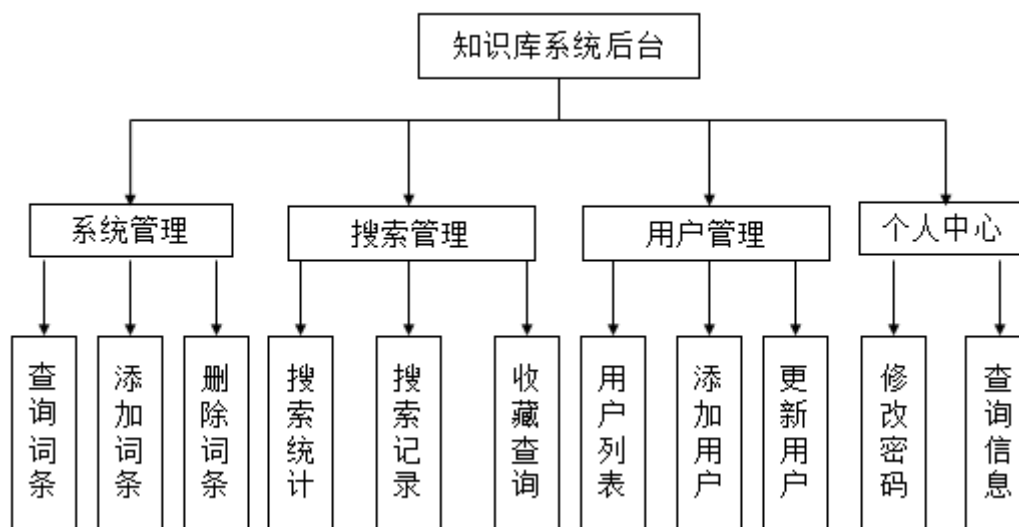 知识库系统后台
系统管理
搜索管理
用户管理
个人中心
查询词条
添加词条
删除词条
搜索统计
搜索记录
收藏查询
用户列表
添加用户
更新用户
修改密码
查询信息